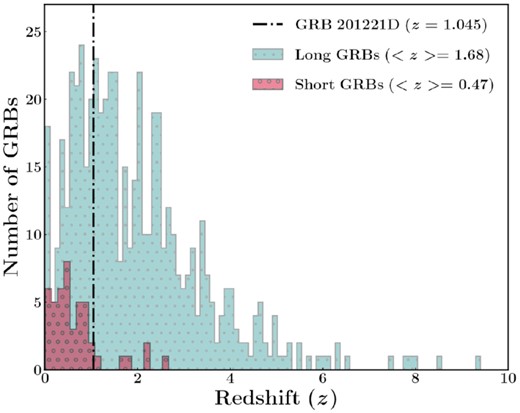 GRB 201221D (z = 1.045)
Long GRBs (< z >= 1.68)
Short GRBs (< z >= 0.47)
Number of GRBs
25
20
15
10
5
0
0 2 4 6 8 10
Redshift (z)